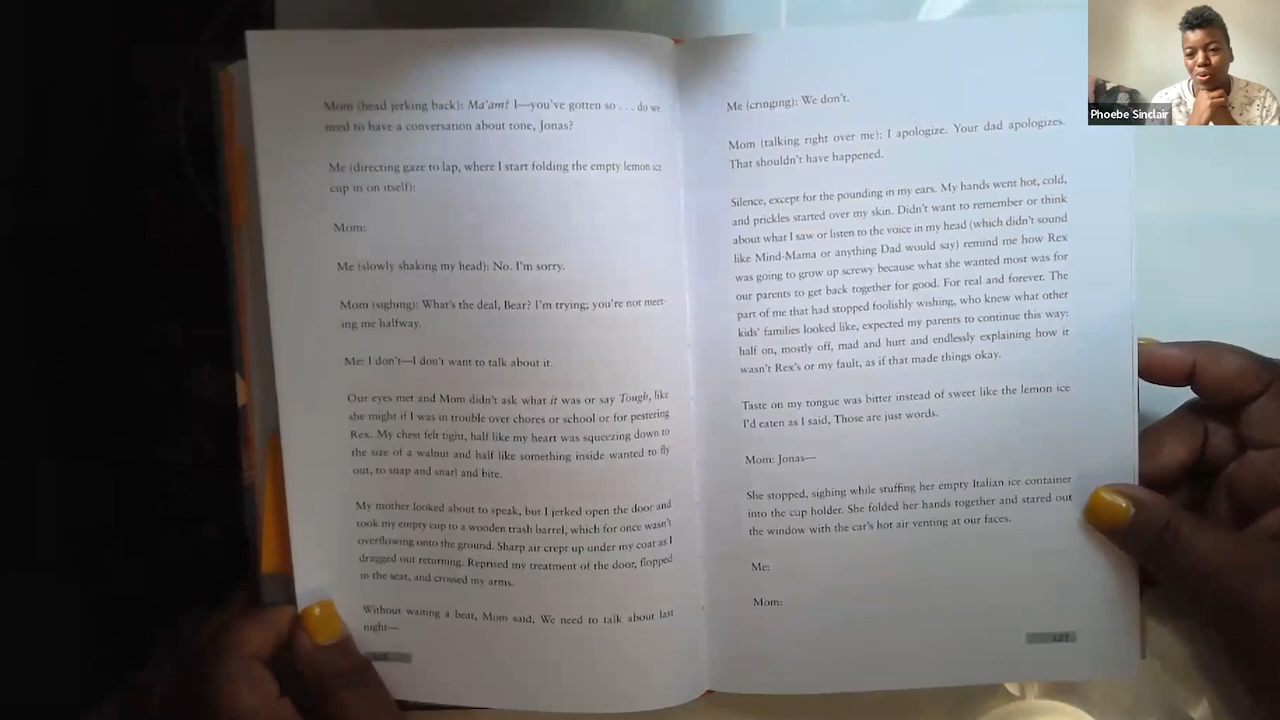 Mom (head jerking back): Ma'am? I—you've gotten so . . . do we
need to have a conversation about tone, Jonas?
Me (directing gaze to lap, where I start folding the empty lemon ice
cup in on itself):
Mom:
Me (slowly shaking my head): No. I'm sorry.
Mom (sighing): What's the deal, Bear? I'm trying; you're not meet-
ing me halfway.
Me: I don't—I don't want to talk about it.
Our eyes met and Mom didn't ask what it was or say Tough, like
she might if I was in trouble over chores or school or for pestering
Rex. My chest felt tight, half like my heart was squeezing down to
the size of a walnut and half like something inside wanted to fly
out, to snap and snarl and bite.
My mother looked about to speak, but I jerked open the door and
took my empty cup to a wooden trash barrel, which for once wasn't
overflowing onto the ground. Sharp air crept up under my coat as I
dragged out returning. Reprised my treatment of the door, flopped
in the seat, and crossed my arms.
Without waiting a beat, Mom said, We need to talk about last
night—
Me (cringing): We don't.
Mom (talking right over me): I apologize. Your dad apologizes.
That shouldn't have happened.
Silence, except for the pounding in my ears. My hands went hot, cold,
and prickles started over my skin. Didn't want to remember or think
about what I saw or listen to the voice in my head (which didn't sound
like Mind-Mama or anything Dad would say) remind me how Rex
was going to grow up screwy because what she wanted most was for
our parents to get back together for good. For real and forever. The
part of me that had stopped foolishly wishing, who knew what other
kids' families looked like, expected my parents to continue this way:
half on, mostly off, mad and hurt and endlessly explaining how it
wasn't Rex's or my fault, as if that made things okay.
Taste on my tongue was bitter instead of sweet like the lemon ice
I'd eaten as I said, Those are just words.
Mom: Jonas—
She stopped, sighing while stuffing her empty Italian ice container
into the cup holder. She folded her hands together and stared out
the window with the car's hot air venting at our faces.
Me:
Mom:
127
Phoebe Sinclair